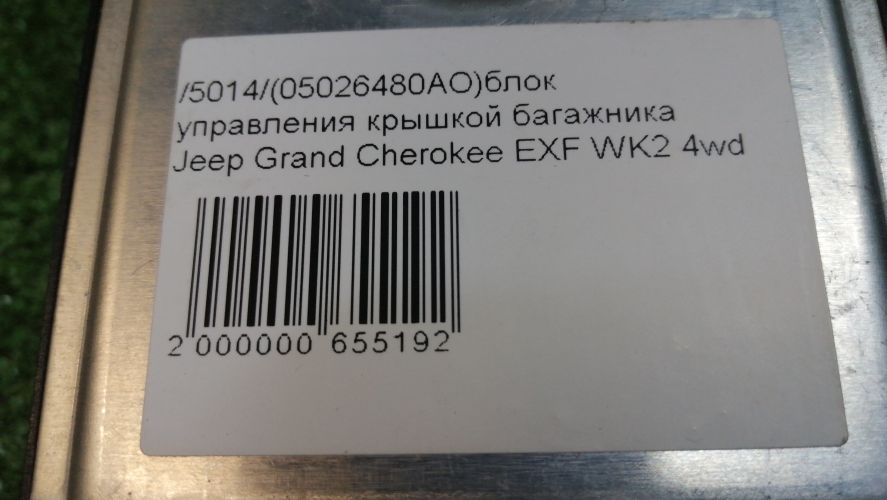 /5014/(05026480AO)блок
управления крышкой багажника
Jeep Grand Cherokee EXF WK2 4wd
2 000000 655192